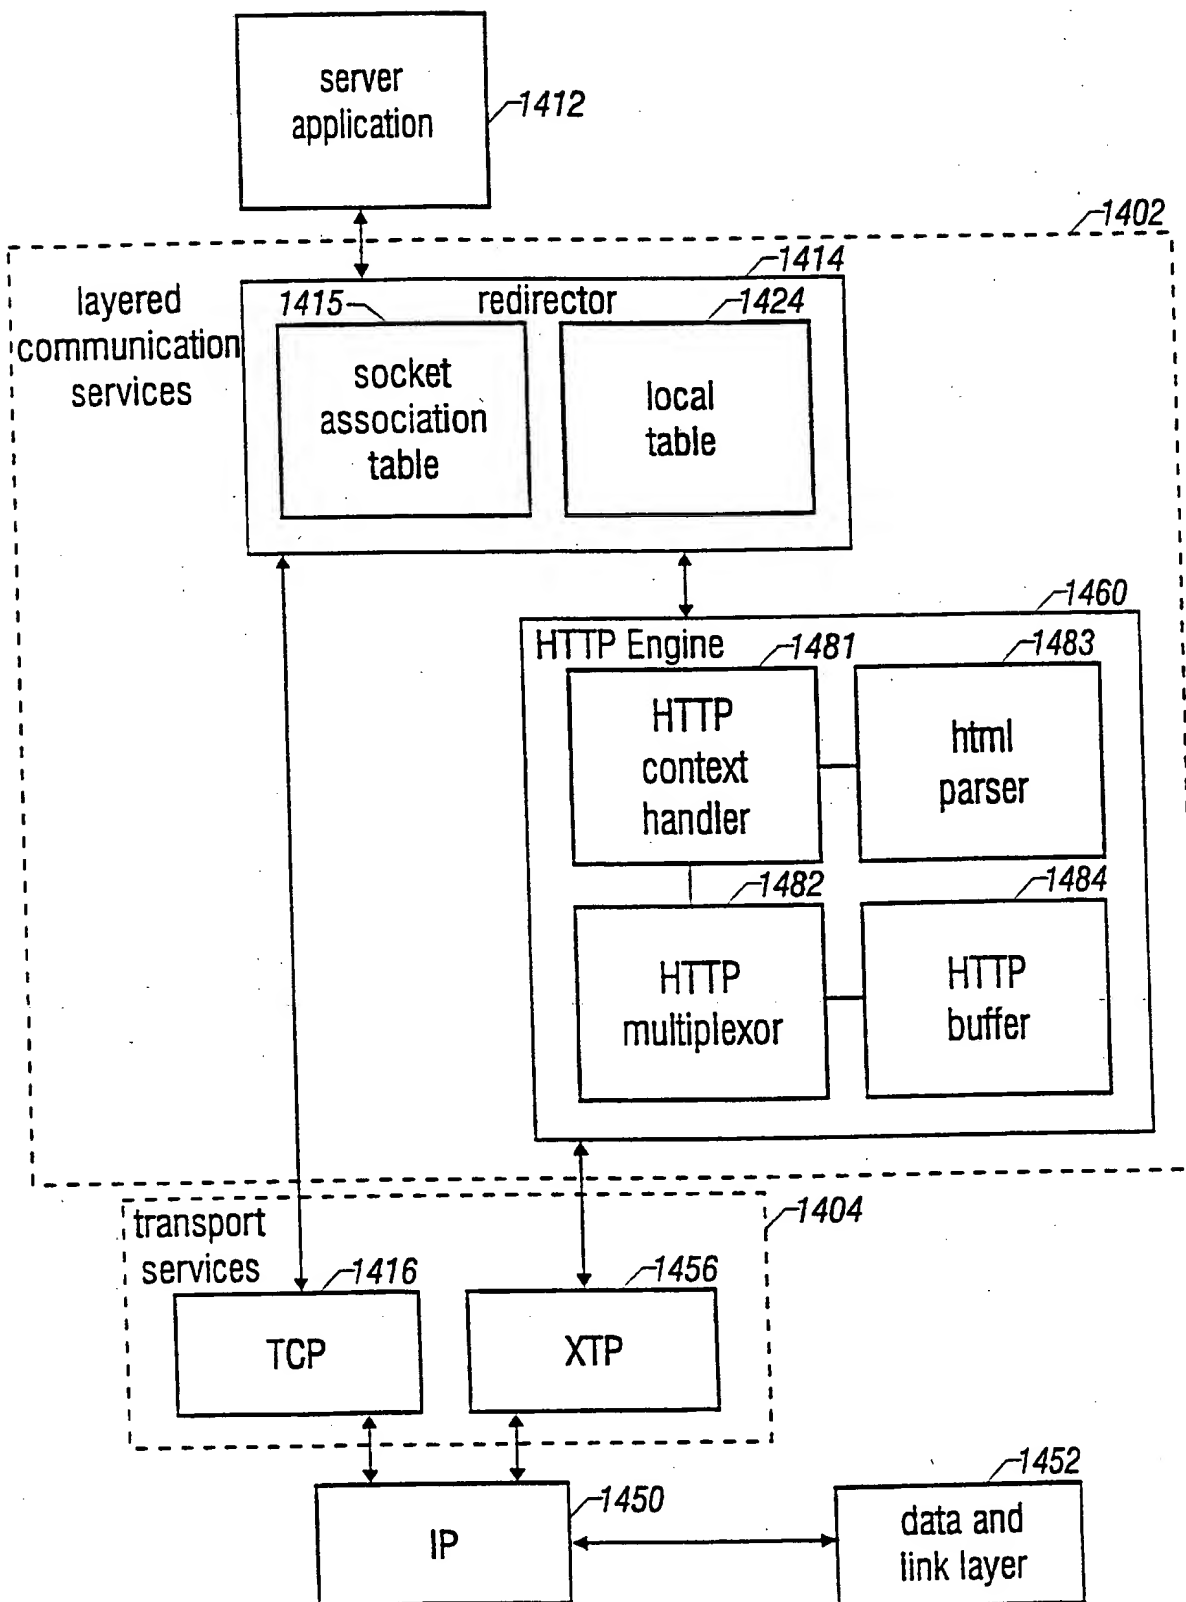 server
application
1412
1402
layered
communication
services
1414
redirector
1415
1424
socket
association
table
local
table
1460
HTTP Engine
1481
1483
HTTP
context
handler
html
parser
1482
1484
HTTP
multiplexor
HTTP
buffer
1404
transport
services
1416
1456
TCP
XTP
1450
1452
IP
data and
link layer